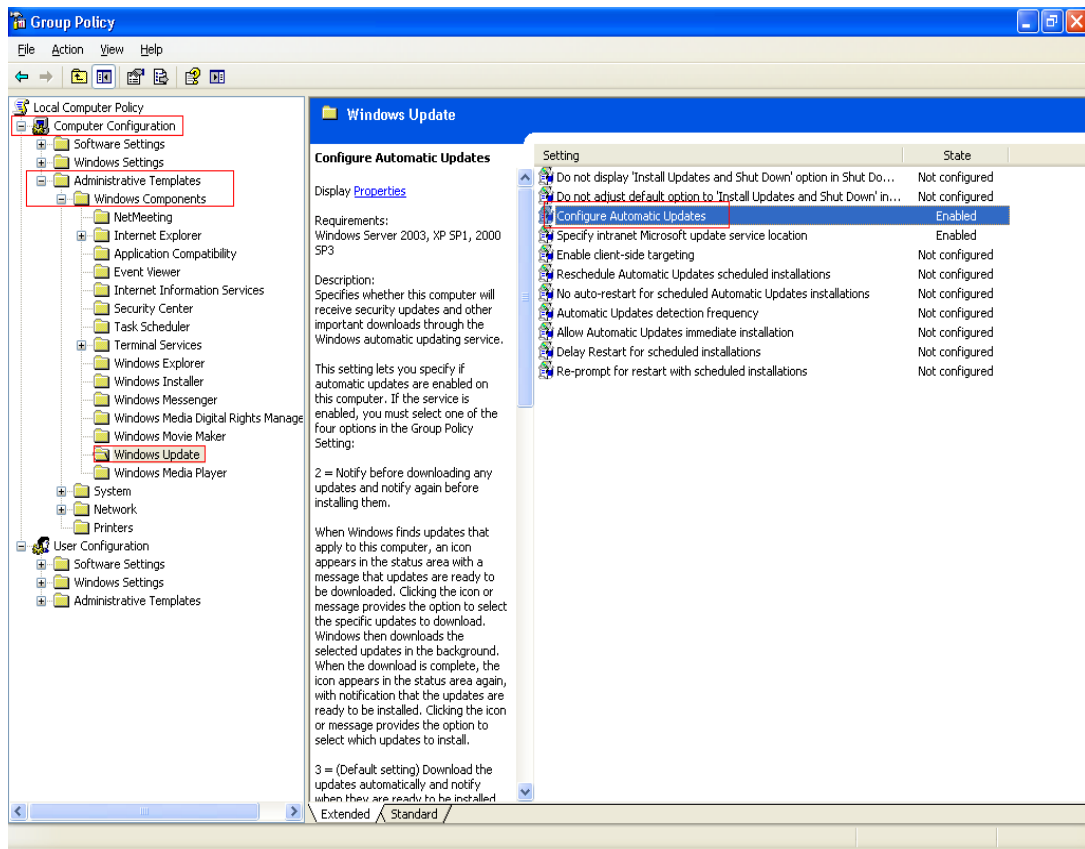 Group Policy
File Action View Help
Local Computer Policy
Computer Configuration
Software Settings
Windows Settings
Administrative Templates
Windows Components
NetMeeting
Internet Explorer
Application Compatibility
Event Viewer
Internet Information Services
Security Center
Task Scheduler
Terminal Services
Windows Explorer
Windows Installer
Windows Messenger
Windows Media Digital Rights Manage
Windows Movie Maker
Windows Update
Windows Media Player
System
Network
Printers
User Configuration
Software Settings
Windows Settings
Administrative Templates
Windows Update
Configure Automatic Updates
Display Properties
Requirements:
Windows Server 2003, XP SP1, 2000
SP3
Description:
Specifies whether this computer will
receive security updates and other
important downloads through the
Windows automatic updating service.
This setting lets you specify if
automatic updates are enabled on
this computer. If the service is
enabled, you must select one of the
four options in the Group Policy
Setting:
2 = Notify before downloading any
updates and notify again before
installing them.
When Windows finds updates that
apply to this computer, an icon
appears in the status area with a
message that updates are ready to
be downloaded. Clicking the icon or
message provides the option to select
the specific updates to download.
Windows then downloads the
selected updates in the background.
When the download is complete, the
icon appears in the status area again,
with notification that the updates are
ready to be installed. Clicking the icon
or message provides the option to
select which updates to install.
3 = (Default setting) Download the
updates automatically and notify
when they are ready to be installed
Setting State
Do not display 'Install Updates and Shut Down' option in Shut Do... Not configured
Do not adjust default option to 'Install Updates and Shut Down' in... Not configured
Configure Automatic Updates Enabled
Specify intranet Microsoft update service location Enabled
Enable client-side targeting Not configured
Reschedule Automatic Updates scheduled installations Not configured
No auto-restart for scheduled Automatic Updates installations Not configured
Automatic Updates detection frequency Not configured
Allow Automatic Updates immediate installation Not configured
Delay Restart for scheduled installations Not configured
Re-prompt for restart with scheduled installations Not configured
Extended Standard